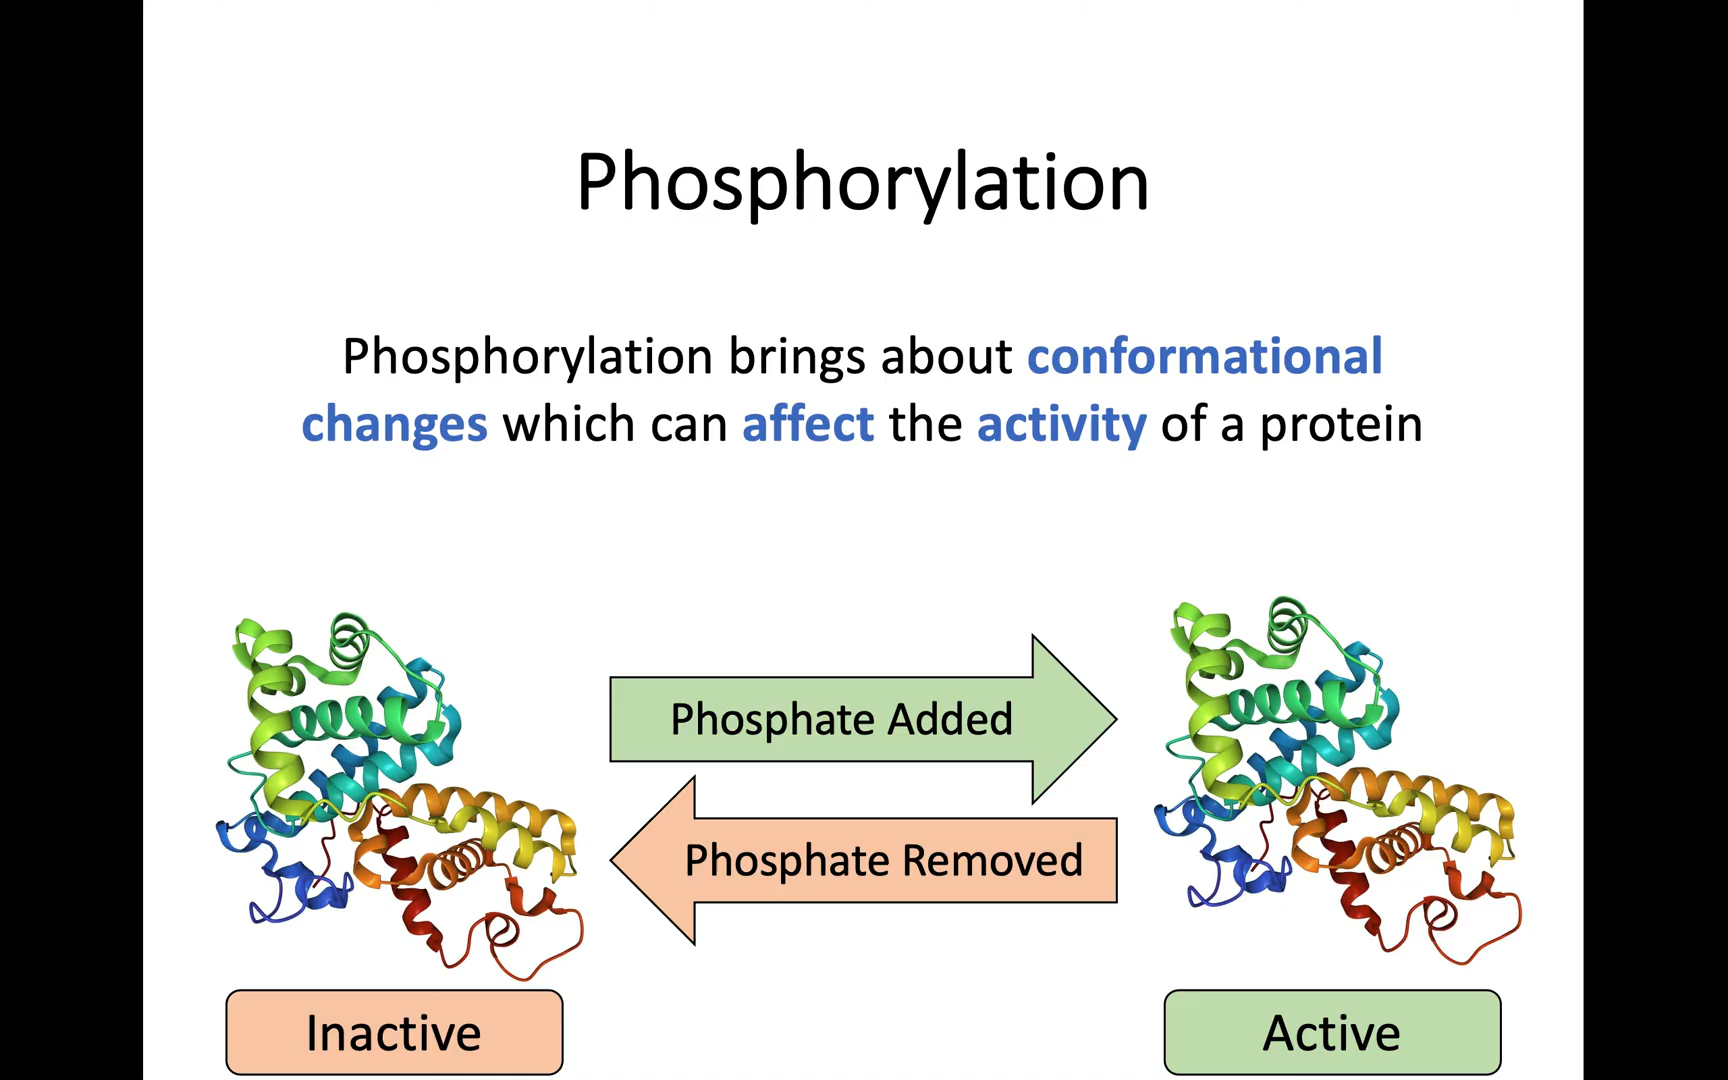 Phosphorylation
Phosphorylation brings about conformational
changes which can affect the activity of a protein
Phosphate Added
Phosphate Removed
Inactive
Active